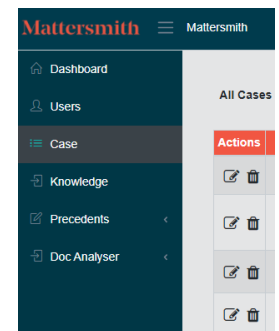 Mattersmith Mattersmith
Dashboard
Users
All Cases
Case
Actions
Knowledge
Precedents
Doc Analyser